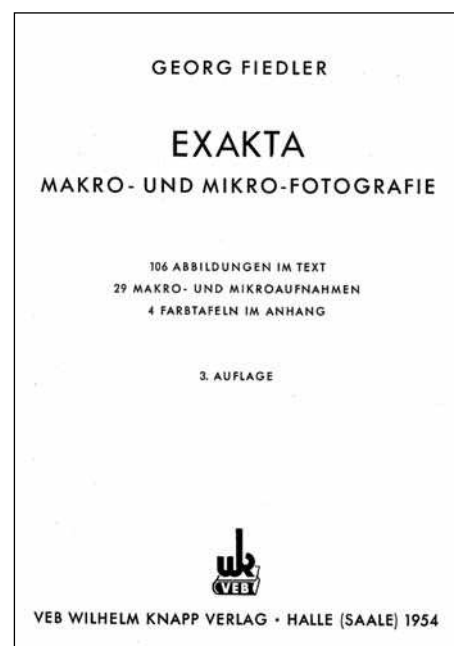 GEORG FIEDLER
EXAKTA
MAKRO- UND MIKRO-FOTOGRAFIE
106 ABBILDUNGEN IM TEXT
29 MAKRO- UND MIKROAUFNAHMEN
4 FARBTAFELN IM ANHANG
3. AUFLAGE
wk
VEB
VEB WILHELM KNAPP VERLAG · HALLE (SAALE) 1954